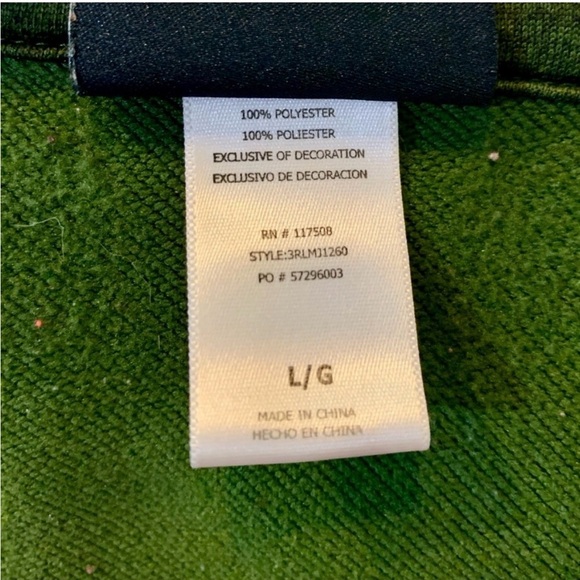 100% POLYESTER
100% POLIESTER
EXCLUSIVE OF DECORATION
EXCLUSIVO DE DECORACION
RN # 117508
STYLE:3RLMJ1260
PO # 57296003
L/G
MADE IN CHINA
HECHO EN CHINA